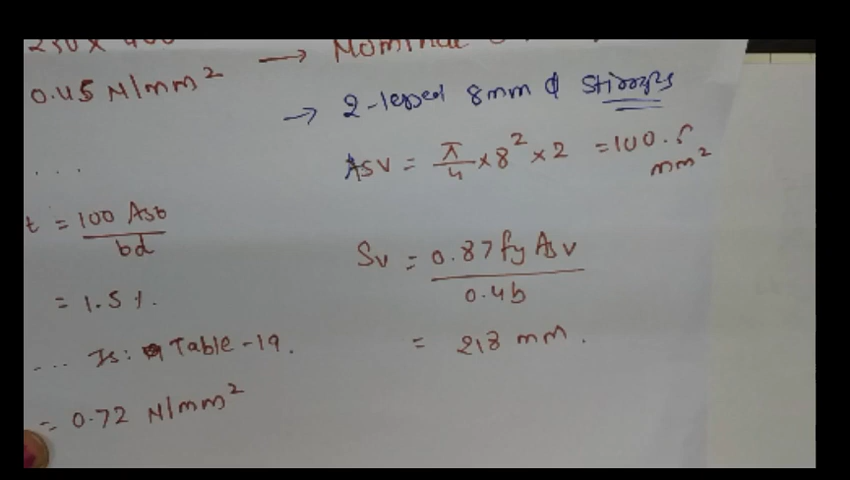 0.45 N/mm²
. . .
t = 100 Ast / bd
= 1.5 %.
... Is: Table-19.
= 0.72 N/mm²
→ Nominal
→ 2-legged 8mm ϕ Stirrups
Asv = π/4 × 8² × 2 = 100.5 mm²
Sv = 0.87 fy Asv / 0.4b
= 218 mm.